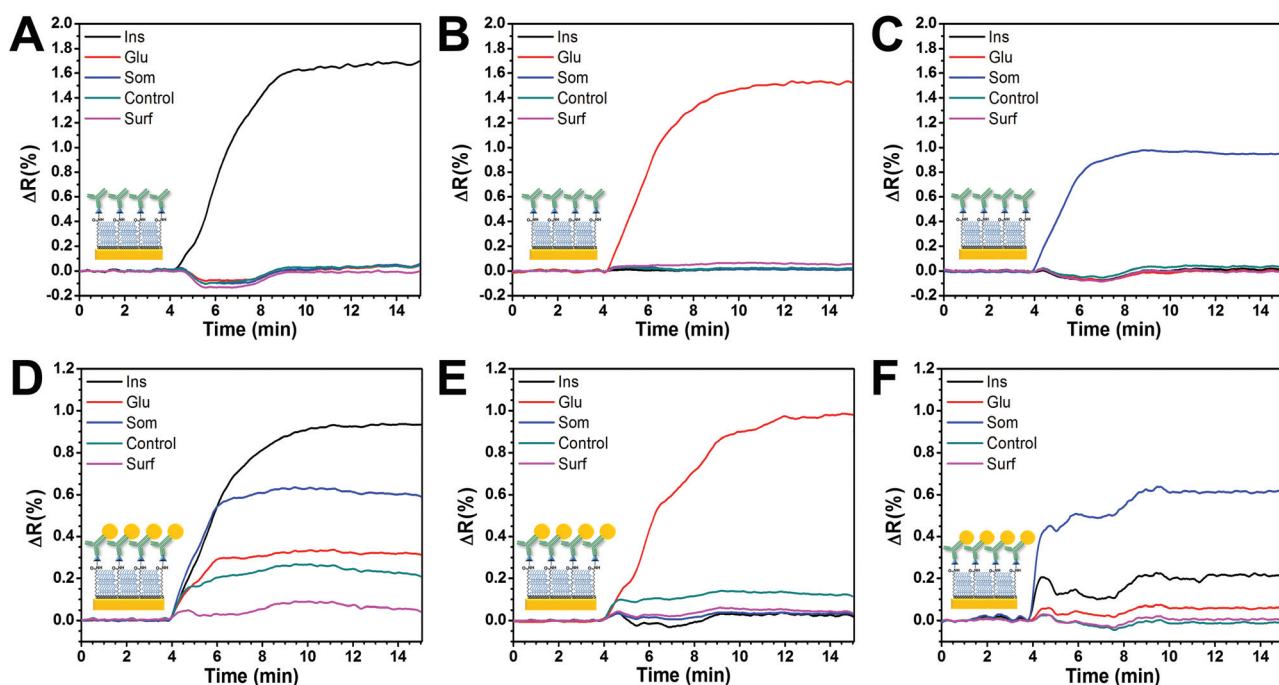 A
2.0
1.8
1.6
1.4
1.2
1.0
0.8
0.6
0.4
0.2
0.0
-0.2
ΔR(%)
Ins
Glu
Som
Control
Surf
0 2 4 6 8 10 12 14
Time (min)
B
2.0
1.8
1.6
1.4
1.2
1.0
0.8
0.6
0.4
0.2
0.0
-0.2
ΔR(%)
Ins
Glu
Som
Control
Surf
0 2 4 6 8 10 12 14
Time (min)
C
2.0
1.8
1.6
1.4
1.2
1.0
0.8
0.6
0.4
0.2
0.0
-0.2
ΔR(%)
Ins
Glu
Som
Control
Surf
0 2 4 6 8 10 12 14
Time (min)
D
1.2
1.0
0.8
0.6
0.4
0.2
0.0
ΔR(%)
Ins
Glu
Som
Control
Surf
0 2 4 6 8 10 12 14
Time (min)
E
1.2
1.0
0.8
0.6
0.4
0.2
0.0
ΔR(%)
Ins
Glu
Som
Control
Surf
0 2 4 6 8 10 12 14
Time (min)
F
1.2
1.0
0.8
0.6
0.4
0.2
0.0
ΔR(%)
Ins
Glu
Som
Control
Surf
0 2 4 6 8 10 12 14
Time (min)